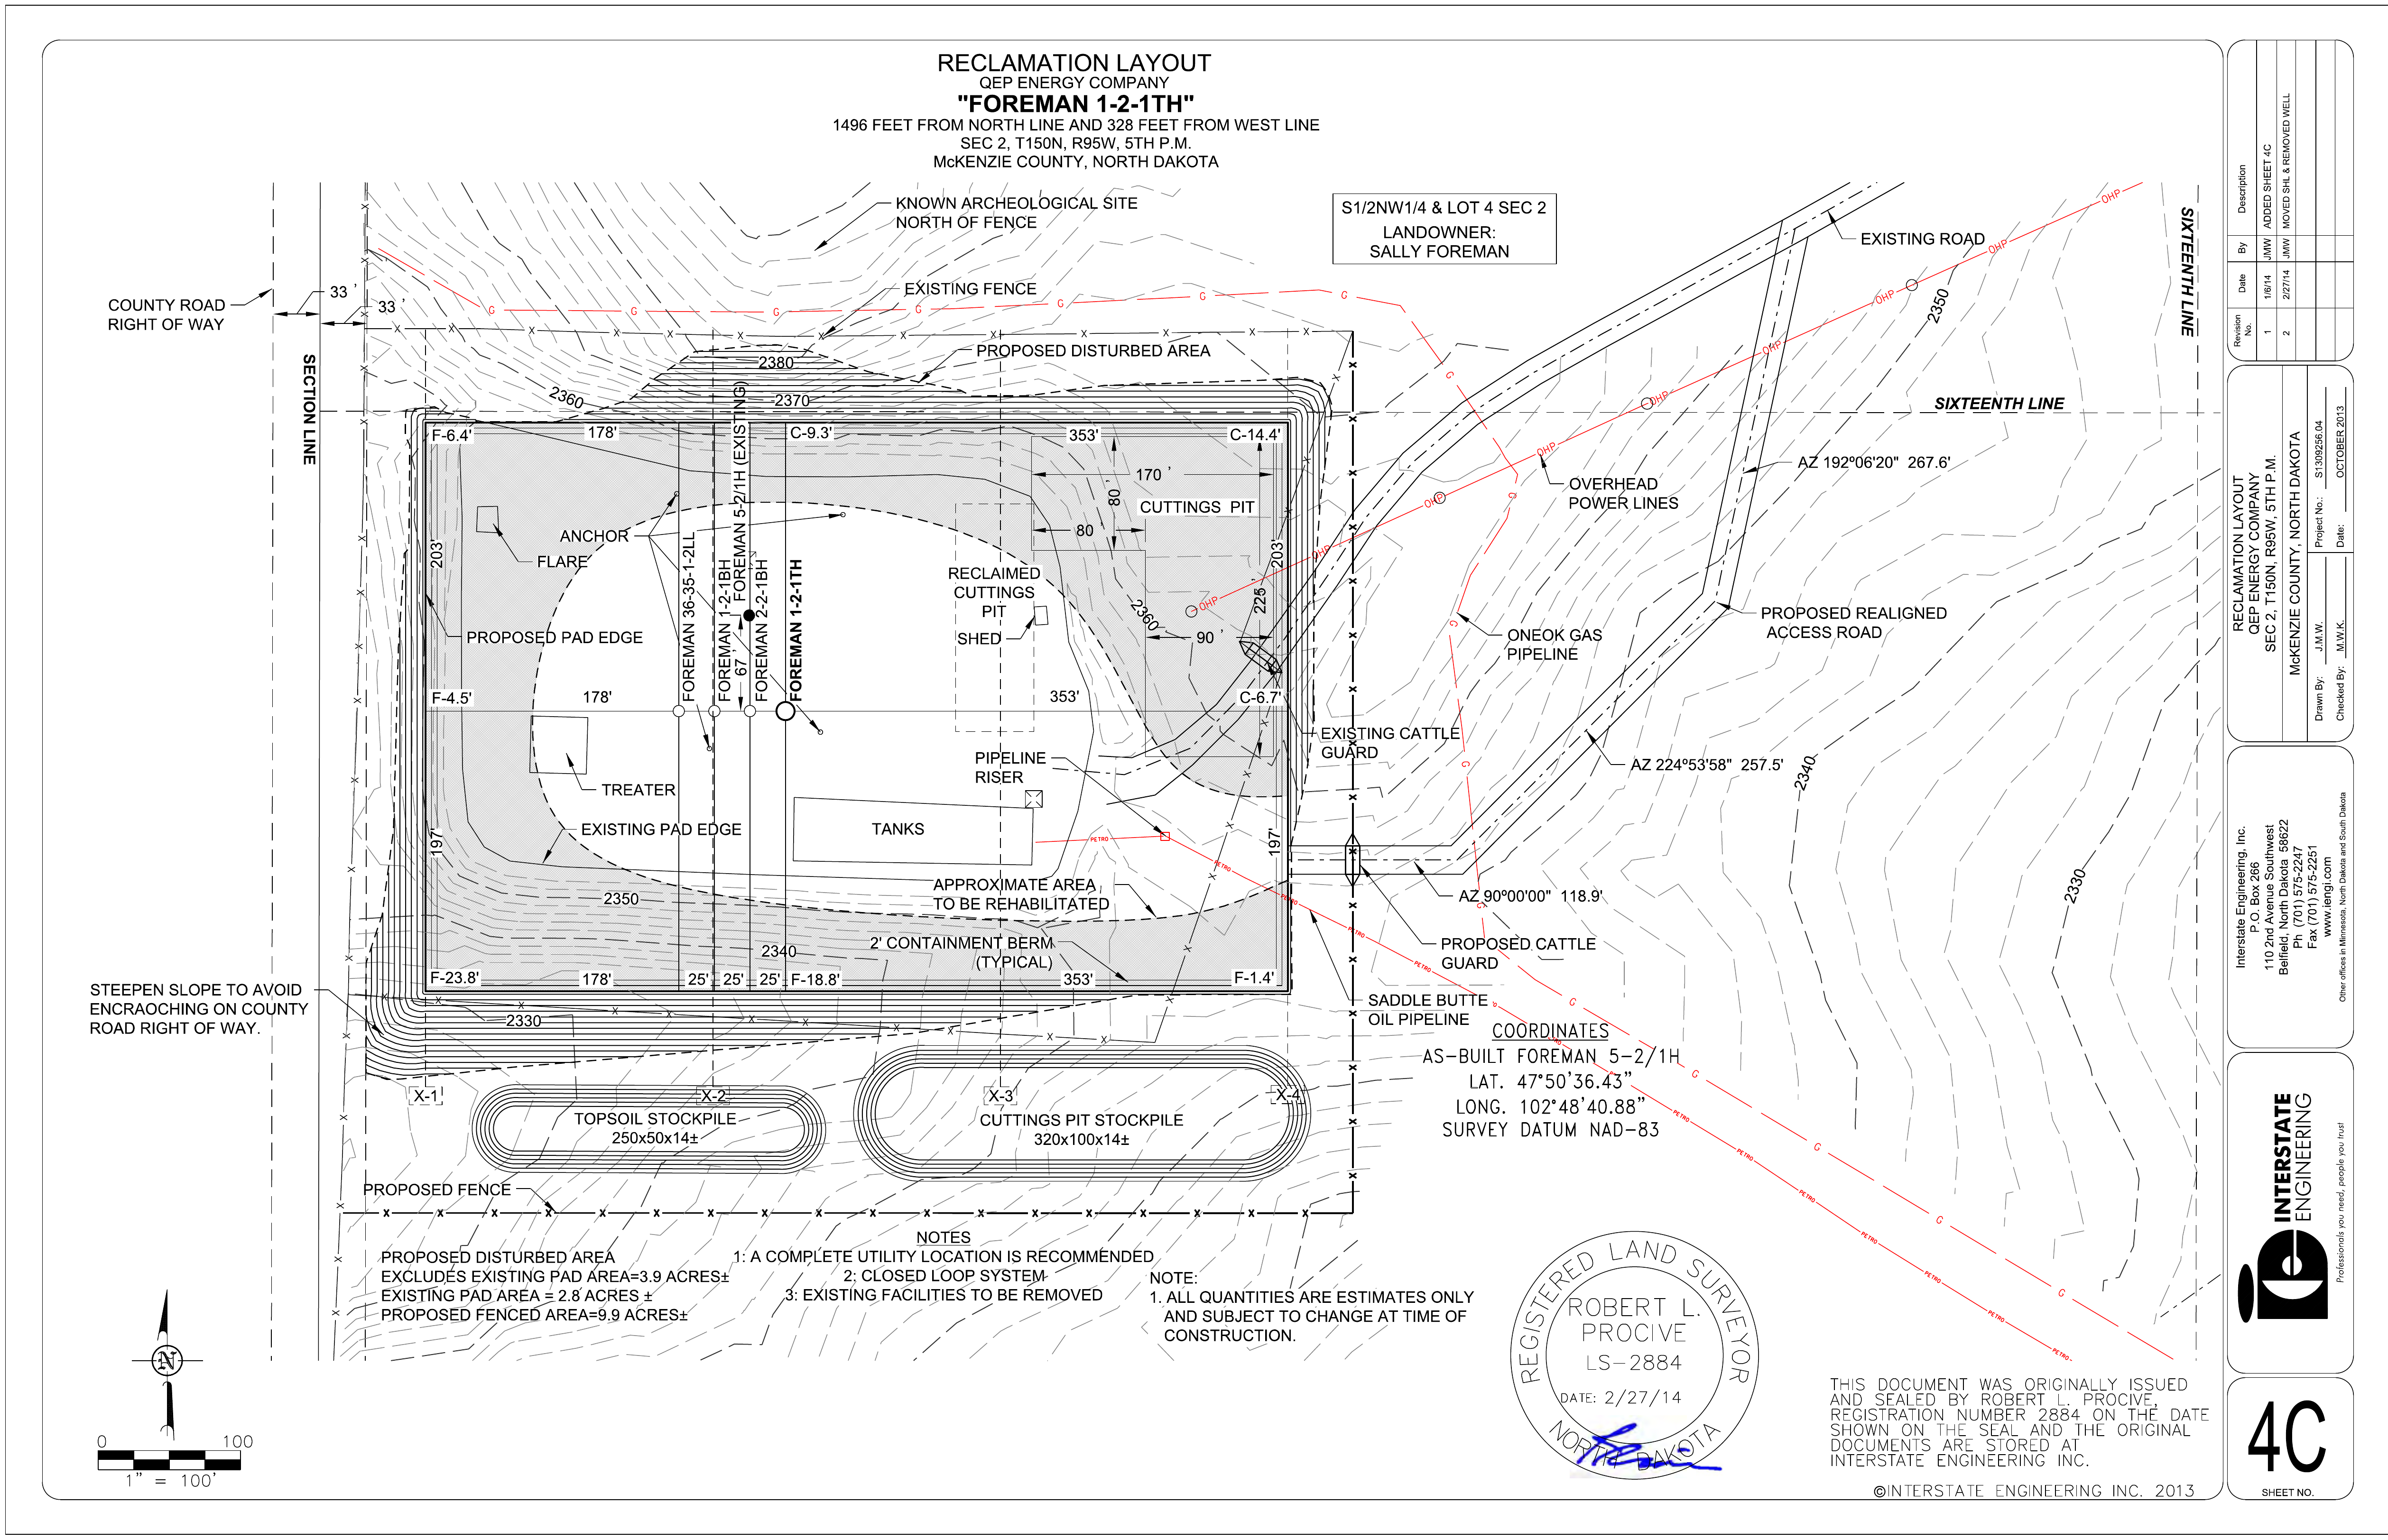 RECLAMATION LAYOUT
QEP ENERGY COMPANY
"FOREMAN 1-2-1TH"
1496 FEET FROM NORTH LINE AND 328 FEET FROM WEST LINE
SEC 2, T150N, R95W, 5TH P.M.
McKENZIE COUNTY, NORTH DAKOTA
KNOWN ARCHEOLOGICAL SITE
NORTH OF FENCE
S1/2NW1/4 & LOT 4 SEC 2
LANDOWNER:
SALLY FOREMAN
EXISTING ROAD
SIXTEENTH LINE
COUNTY ROAD
RIGHT OF WAY
33 '
33 '
EXISTING FENCE
2350
SECTION LINE
PROPOSED DISTURBED AREA
2380
2370
2360
SIXTEENTH LINE
F-6.4'
178'
C-9.3'
353'
C-14.4'
170 '
80 '
80 '
CUTTINGS PIT
AZ 192º06'20" 267.6'
OVERHEAD
POWER LINES
ANCHOR
FLARE
203'
203'
225 '
90 '
2360
FOREMAN 36-35-1-2LL
FOREMAN 1-2-1BH
FOREMAN 5-2/1H (EXISTING)
FOREMAN 2-2-1BH
FOREMAN 1-2-1TH
67 '
RECLAIMED
CUTTINGS
PIT
SHED
PROPOSED PAD EDGE
ONEOK GAS
PIPELINE
PROPOSED REALIGNED
ACCESS ROAD
F-4.5'
178'
353'
C-6.7'
EXISTING CATTLE
GUARD
PIPELINE
RISER
AZ 224º53'58" 257.5'
2340
TREATER
EXISTING PAD EDGE
TANKS
197'
197'
2350
APPROXIMATE AREA
TO BE REHABILITATED
AZ 90º00'00" 118.9'
2330
2340
2' CONTAINMENT BERM
(TYPICAL)
PROPOSED CATTLE
GUARD
F-23.8'
178'
25'
25'
25'
F-18.8'
353'
F-1.4'
STEEPEN SLOPE TO AVOID
ENCRAOCHING ON COUNTY
ROAD RIGHT OF WAY.
2330
SADDLE BUTTE
OIL PIPELINE
COORDINATES
AS-BUILT FOREMAN 5-2/1H
LAT. 47°50'36.43"
LONG. 102°48'40.88"
SURVEY DATUM NAD-83
X-1
X-2
X-3
X-4
TOPSOIL STOCKPILE
250x50x14±
CUTTINGS PIT STOCKPILE
320x100x14±
PROPOSED FENCE
PROPOSED DISTURBED AREA
EXCLUDES EXISTING PAD AREA=3.9 ACRES±
EXISTING PAD AREA = 2.8 ACRES ±
PROPOSED FENCED AREA=9.9 ACRES±
NOTES
1: A COMPLETE UTILITY LOCATION IS RECOMMENDED
2: CLOSED LOOP SYSTEM
3: EXISTING FACILITIES TO BE REMOVED
NOTE:
1. ALL QUANTITIES ARE ESTIMATES ONLY
AND SUBJECT TO CHANGE AT TIME OF
CONSTRUCTION.
N
0 100
1" = 100'
REGISTERED LAND SURVEYOR
ROBERT L.
PROCIVE
LS-2884
DATE: 2/27/14
NORTH DAKOTA
THIS DOCUMENT WAS ORIGINALLY ISSUED
AND SEALED BY ROBERT L. PROCIVE,
REGISTRATION NUMBER 2884 ON THE DATE
SHOWN ON THE SEAL AND THE ORIGINAL
DOCUMENTS ARE STORED AT
INTERSTATE ENGINEERING INC.
©INTERSTATE ENGINEERING INC. 2013
Revision No. Date By Description
1 1/6/14 JMW ADDED SHEET 4C
2 2/27/14 JMW MOVED SHL & REMOVED WELL
RECLAMATION LAYOUT
QEP ENERGY COMPANY
SEC 2, T150N, R95W, 5TH P.M.
McKENZIE COUNTY, NORTH DAKOTA
Drawn By: J.M.W. Project No.: S1309256.04
Checked By: M.W.K. Date: OCTOBER 2013
Interstate Engineering, Inc.
P.O. Box 266
110 2nd Avenue Southwest
Belfield, North Dakota 58622
Ph (701) 575-2247
Fax (701) 575-2251
www.iengi.com
Other offices in Minnesota, North Dakota and South Dakota
INTERSTATE
ENGINEERING
Professionals you need, people you trust
4C
SHEET NO.
OHP
OHP
OHP
OHP
OHP
OHP
OHP
OHP
G
G
G
G
G
G
G
PETRO
PETRO
PETRO
PETRO
PETRO